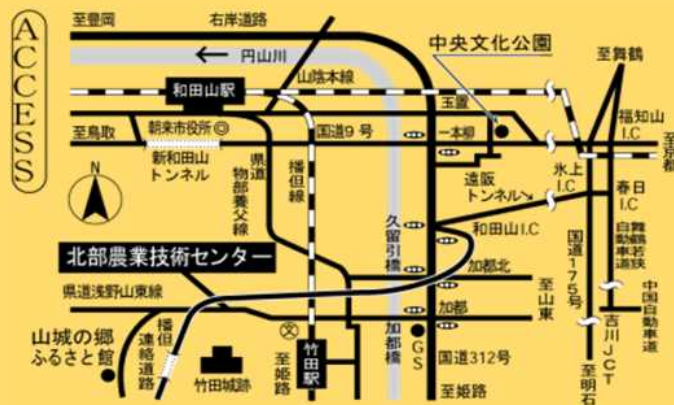 ACCESS
至豊岡
右岸道路
円山川
中央文化公園
至舞鶴
山陰本線
和田山駅
玉置
福知山
I.C
至鳥取
朝来市役所
国道9号
一本柳
至京都
新和田山
トンネル
県道
物部養父線
播但線
遠阪
トンネル
氷上
I.C
春日
I.C
N
久留引橋
和田山I.C
舞鶴若狭
自動車道
北部農業技術センター
加都北
国道175号
県道浅野山東線
至山東
中国自動車道
加都
山城の郷
ふるさと館
播但
連絡道路
文
加都橋
竹田城跡
至姫路
竹田駅
GS
国道312号
吉川JCT
至姫路
至明石